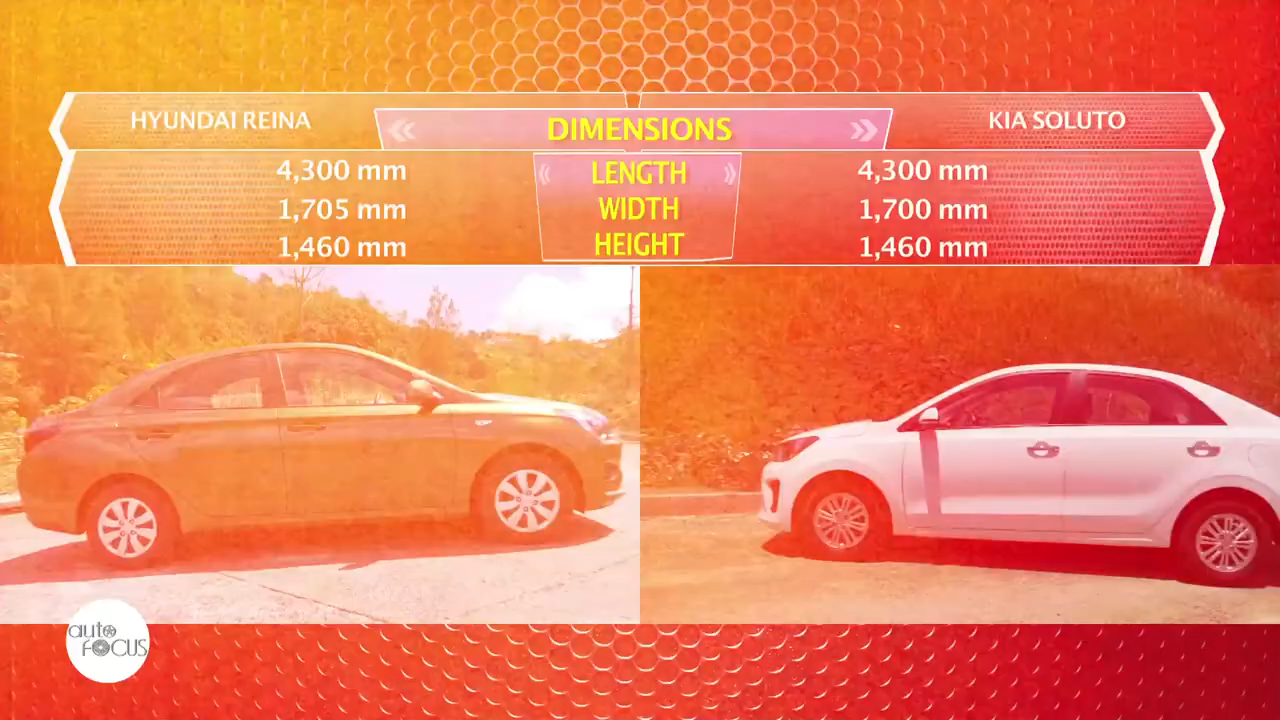 HYUNDAI REINA DIMENSIONS KIA SOLUTO
4,300 mm LENGTH 4,300 mm
1,705 mm WIDTH 1,700 mm
1,460 mm HEIGHT 1,460 mm
auto
FOCUS